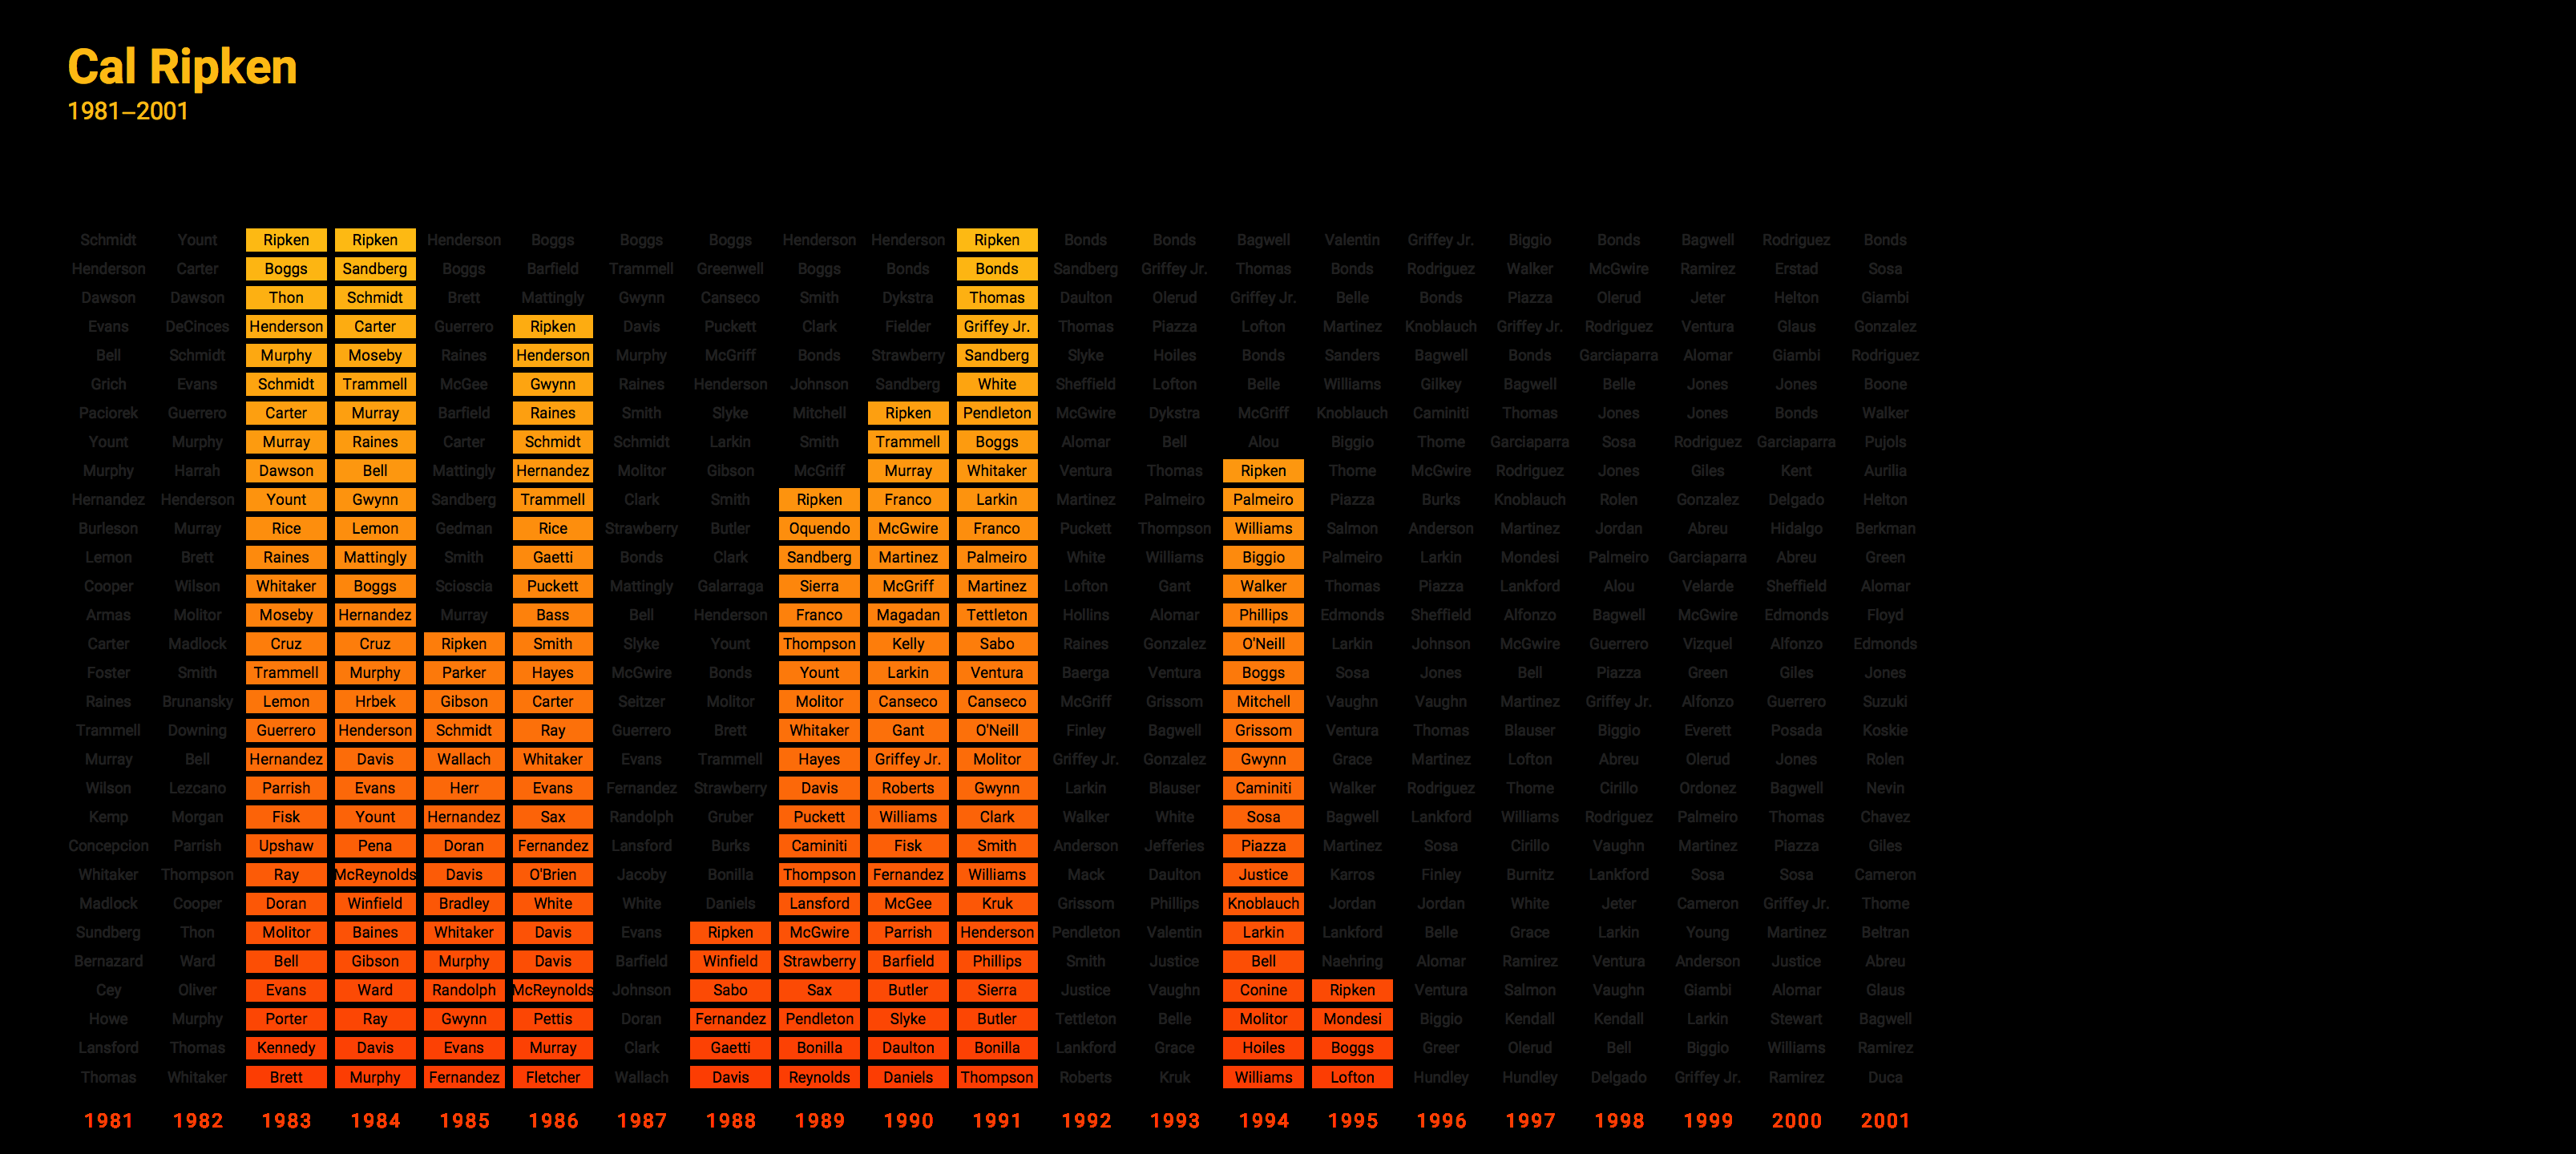 Cal Ripken
1981–2001
Schmidt Yount Ripken Ripken Henderson Boggs Boggs Boggs Henderson Henderson Ripken Bonds Bonds Bagwell Valentin Griffey Jr. Biggio Bonds Bagwell Rodriguez Bonds
Henderson Carter Boggs Sandberg Boggs Barfield Trammell Greenwell Boggs Bonds Bonds Sandberg Griffey Jr. Thomas Bonds Rodriguez Walker McGwire Ramirez Erstad Sosa
Dawson Dawson Thon Schmidt Brett Mattingly Gwynn Canseco Smith Dykstra Thomas Daulton Olerud Griffey Jr. Belle Bonds Piazza Olerud Jeter Helton Giambi
Evans DeCinces Henderson Carter Guerrero Ripken Davis Puckett Clark Fielder Griffey Jr. Thomas Piazza Lofton Martinez Knoblauch Griffey Jr. Rodriguez Ventura Glaus Gonzalez
Bell Schmidt Murphy Moseby Raines Henderson Murphy McGriff Bonds Strawberry Sandberg Slyke Hoiles Bonds Sanders Bagwell Bonds Garciaparra Alomar Giambi Rodriguez
Grich Evans Schmidt Trammell McGee Gwynn Raines Henderson Johnson Sandberg White Sheffield Lofton Belle Williams Gilkey Bagwell Belle Jones Jones Boone
Paciorek Guerrero Carter Murray Barfield Raines Smith Slyke Mitchell Ripken Pendleton McGwire Dykstra McGriff Knoblauch Caminiti Thomas Jones Jones Bonds Walker
Yount Murphy Murray Raines Carter Schmidt Schmidt Larkin Smith Trammell Boggs Alomar Bell Alou Biggio Thome Garciaparra Sosa Rodriguez Garciaparra Pujols
Murphy Harrah Dawson Bell Mattingly Hernandez Molitor Gibson McGriff Murray Whitaker Ventura Thomas Ripken Thome McGwire Rodriguez Jones Giles Kent Aurilia
Hernandez Henderson Yount Gwynn Sandberg Trammell Clark Smith Ripken Franco Larkin Martinez Palmeiro Palmeiro Piazza Burks Knoblauch Rolen Gonzalez Delgado Helton
Burleson Murray Rice Lemon Gedman Rice Strawberry Butler Oquendo McGwire Franco Puckett Thompson Williams Salmon Anderson Martinez Jordan Abreu Hidalgo Berkman
Lemon Brett Raines Mattingly Smith Gaetti Bonds Clark Sandberg Martinez Palmeiro White Williams Biggio Palmeiro Larkin Mondesi Palmeiro Garciaparra Abreu Green
Cooper Wilson Whitaker Boggs Scioscia Puckett Mattingly Galarraga Sierra McGriff Martinez Lofton Gant Walker Thomas Piazza Lankford Alou Velarde Sheffield Alomar
Armas Molitor Moseby Hernandez Murray Bass Bell Henderson Franco Magadan Tettleton Hollins Alomar Phillips Edmonds Sheffield Alfonzo Bagwell McGwire Edmonds Floyd
Carter Madlock Cruz Cruz Ripken Smith Slyke Yount Thompson Kelly Sabo Raines Gonzalez O'Neill Larkin Johnson McGwire Guerrero Vizquel Alfonzo Edmonds
Foster Smith Trammell Murphy Parker Hayes McGwire Bonds Yount Larkin Ventura Baerga Ventura Boggs Sosa Jones Bell Piazza Green Giles Jones
Raines Brunansky Lemon Hrbek Gibson Carter Seitzer Molitor Molitor Canseco Canseco McGriff Grissom Mitchell Vaughn Vaughn Martinez Griffey Jr. Alfonzo Guerrero Suzuki
Trammell Downing Guerrero Henderson Schmidt Ray Guerrero Brett Whitaker Gant O'Neill Finley Bagwell Grissom Ventura Thomas Blauser Biggio Everett Posada Koskie
Murray Bell Hernandez Davis Wallach Whitaker Evans Trammell Hayes Griffey Jr. Molitor Griffey Jr. Gonzalez Gwynn Grace Martinez Lofton Abreu Olerud Jones Rolen
Wilson Lezcano Parrish Evans Herr Evans Fernandez Strawberry Davis Roberts Gwynn Larkin Blauser Caminiti Walker Rodriguez Thome Cirillo Ordonez Bagwell Nevin
Kemp Morgan Fisk Yount Hernandez Sax Randolph Gruber Puckett Williams Clark Walker White Sosa Bagwell Lankford Williams Rodriguez Palmeiro Thomas Chavez
Concepcion Parrish Upshaw Pena Doran Fernandez Lansford Burks Caminiti Fisk Smith Anderson Jefferies Piazza Martinez Sosa Cirillo Vaughn Martinez Piazza Giles
Whitaker Thompson Ray McReynolds Davis O'Brien Jacoby Bonilla Thompson Fernandez Williams Mack Daulton Justice Karros Finley Burnitz Lankford Sosa Sosa Cameron
Madlock Cooper Doran Winfield Bradley White White Daniels Lansford McGee Kruk Grissom Phillips Knoblauch Jordan Jordan White Jeter Cameron Griffey Jr. Thome
Sundberg Thon Molitor Baines Whitaker Davis Evans Ripken McGwire Parrish Henderson Pendleton Valentin Larkin Lankford Belle Grace Larkin Young Martinez Beltran
Bernazard Ward Bell Gibson Murphy Davis Barfield Winfield Strawberry Barfield Phillips Smith Justice Bell Naehring Alomar Ramirez Ventura Anderson Justice Abreu
Cey Oliver Evans Ward Randolph McReynolds Johnson Sabo Sax Butler Sierra Justice Vaughn Conine Ripken Ventura Salmon Vaughn Giambi Alomar Glaus
Howe Murphy Porter Ray Gwynn Pettis Doran Fernandez Pendleton Slyke Butler Tettleton Belle Molitor Mondesi Biggio Kendall Kendall Larkin Stewart Bagwell
Lansford Thomas Kennedy Davis Evans Murray Clark Gaetti Bonilla Daulton Bonilla Lankford Grace Hoiles Boggs Greer Olerud Bell Biggio Williams Ramirez
Thomas Whitaker Brett Murphy Fernandez Fletcher Wallach Davis Reynolds Daniels Thompson Roberts Kruk Williams Lofton Hundley Hundley Delgado Griffey Jr. Ramirez Duca
1981 1982 1983 1984 1985 1986 1987 1988 1989 1990 1991 1992 1993 1994 1995 1996 1997 1998 1999 2000 2001